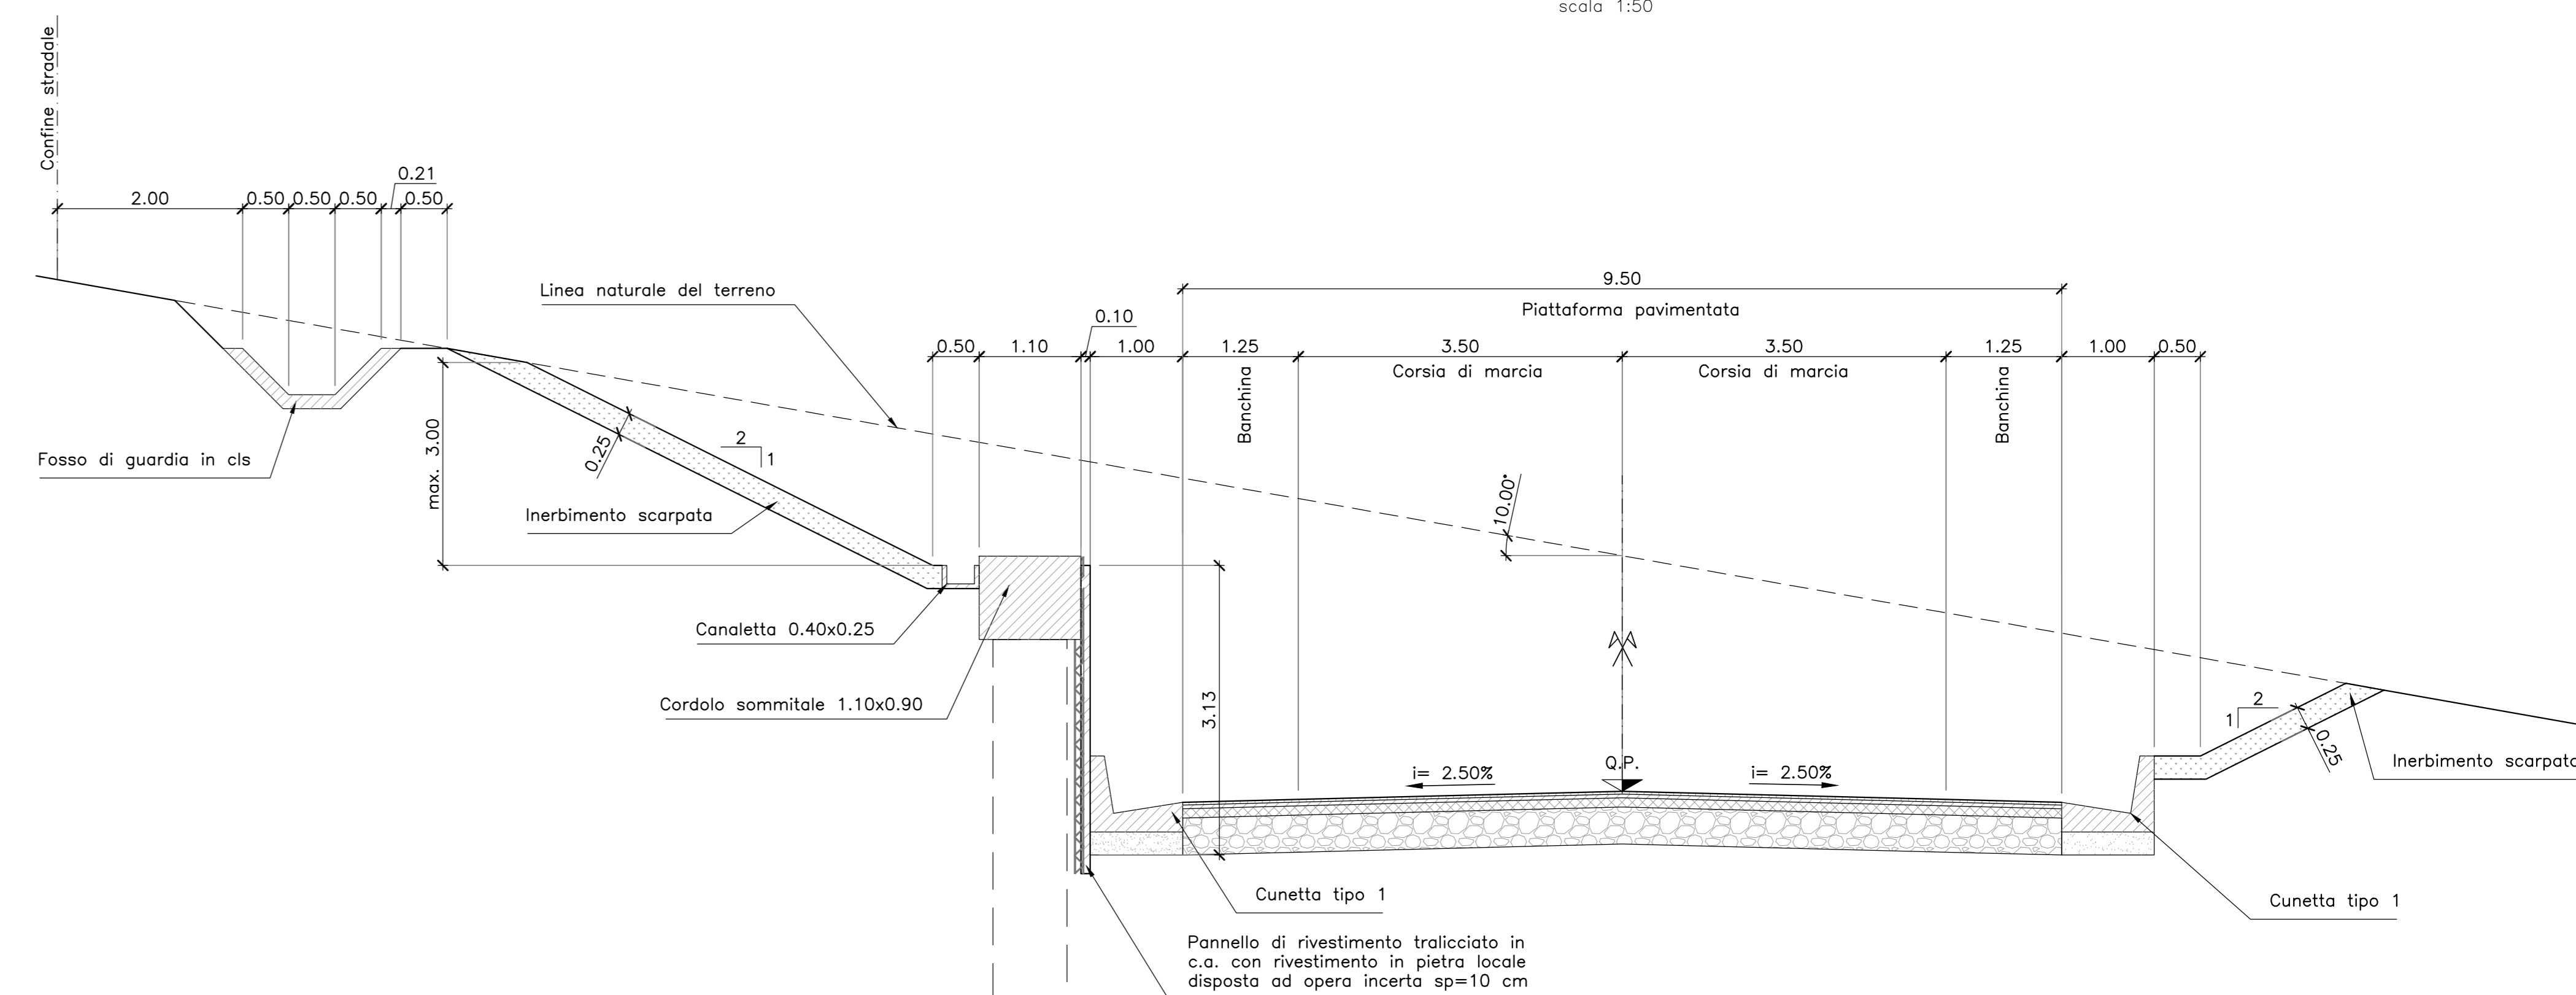 scala 1:50
Confine stradale
0.21
2.00
0.50
0.50
0.50
0.50
9.50
Linea naturale del terreno
Piattaforma pavimentata
0.10
0.50
1.10
1.00
1.25
3.50
3.50
1.25
1.00
0.50
Corsia di marcia
Corsia di marcia
Banchina
Banchina
max. 3.00
0.25
2
1
Fosso di guardia in cls
10.00°
Inerbimento scarpata
Canaletta 0.40x0.25
Cordolo sommitale 1.10x0.90
3.13
2
1
0.25
Q.P.
i= 2.50%
i= 2.50%
Inerbimento scarpata
Cunetta tipo 1
Cunetta tipo 1
Pannello di rivestimento tralicciato in
c.a. con rivestimento in pietra locale
disposta ad opera incerta sp=10 cm